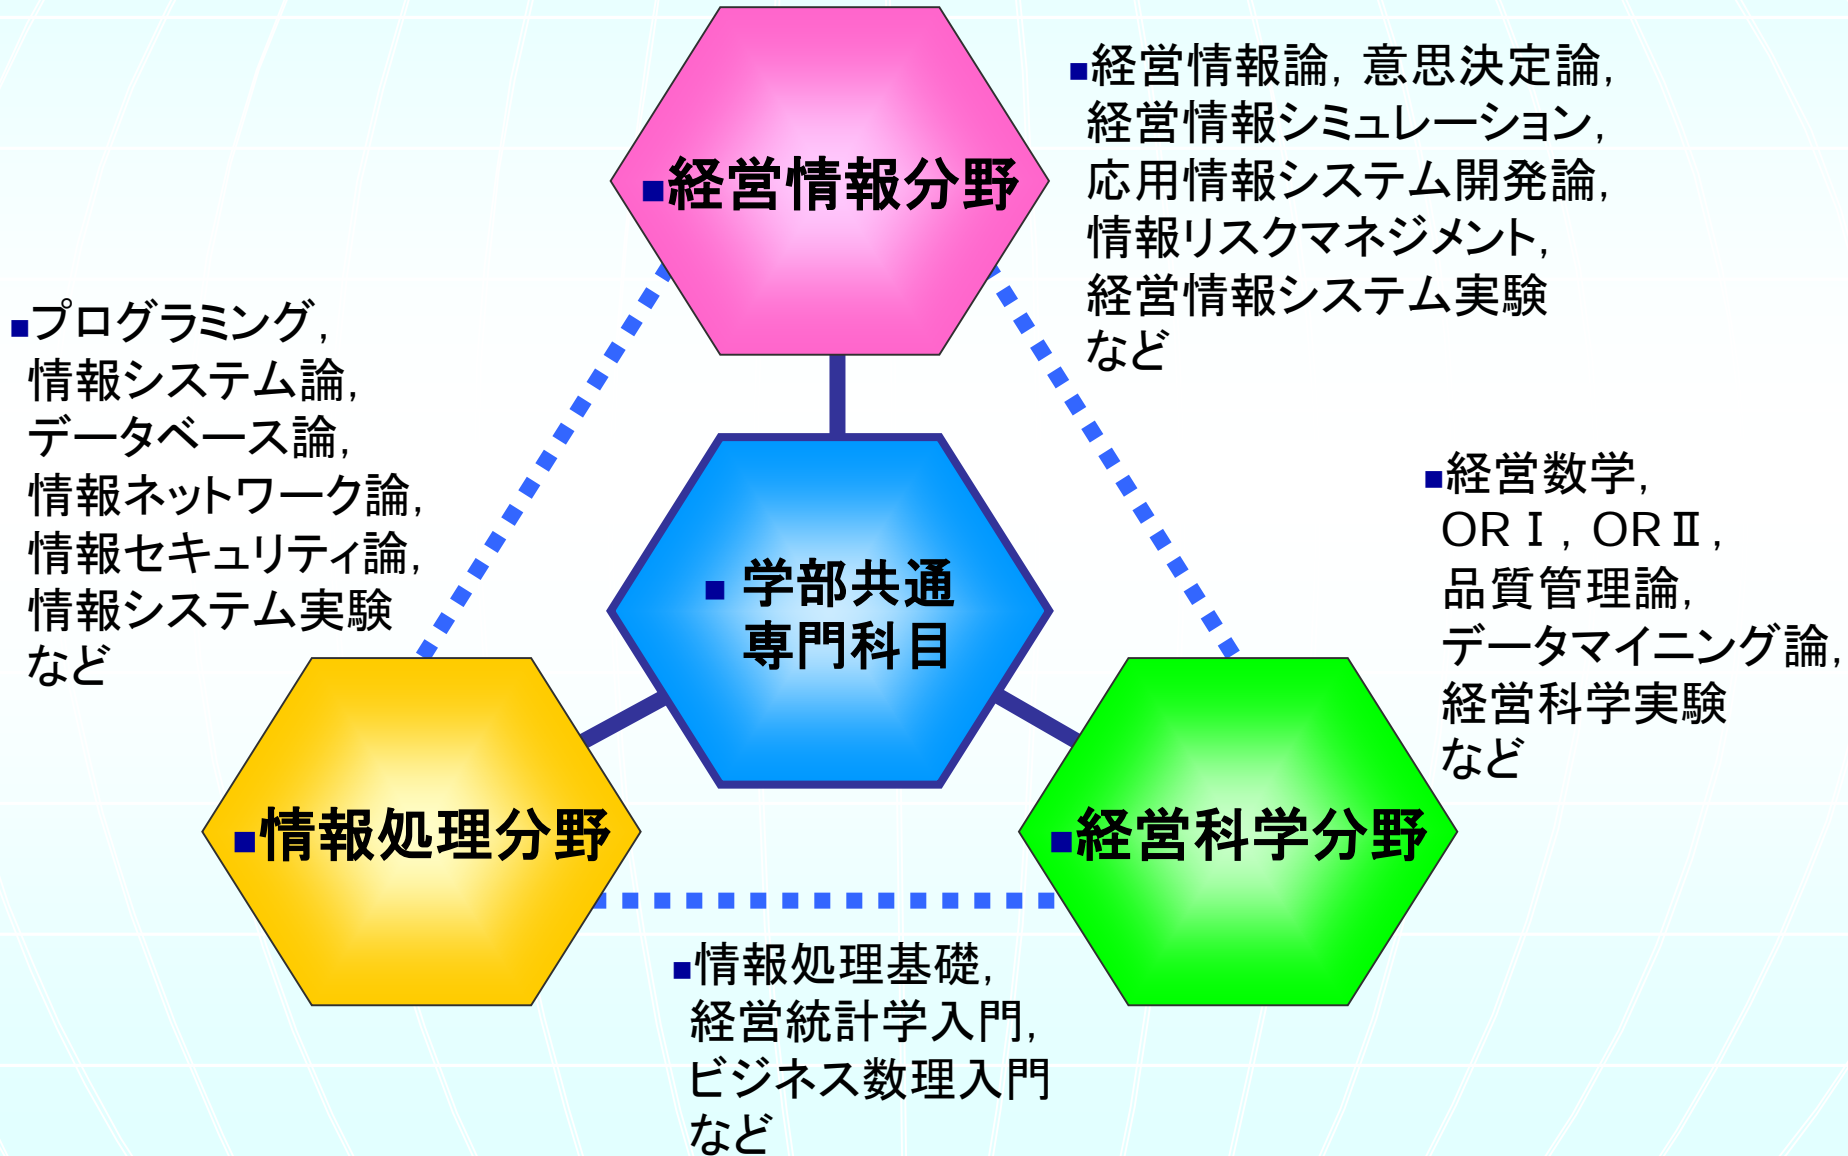 ■経営情報分野
■経営情報論, 意思決定論,
経営情報シミュレーション,
応用情報システム開発論,
情報リスクマネジメント,
経営情報システム実験
など
■プログラミング,
情報システム論,
データベース論,
情報ネットワーク論,
情報セキュリティ論,
情報システム実験
など
■ 学部共通
専門科目
■経営数学,
ORⅠ, ORⅡ,
品質管理論,
データマイニング論,
経営科学実験
など
■情報処理分野
■経営科学分野
■情報処理基礎,
経営統計学入門,
ビジネス数理入門
など